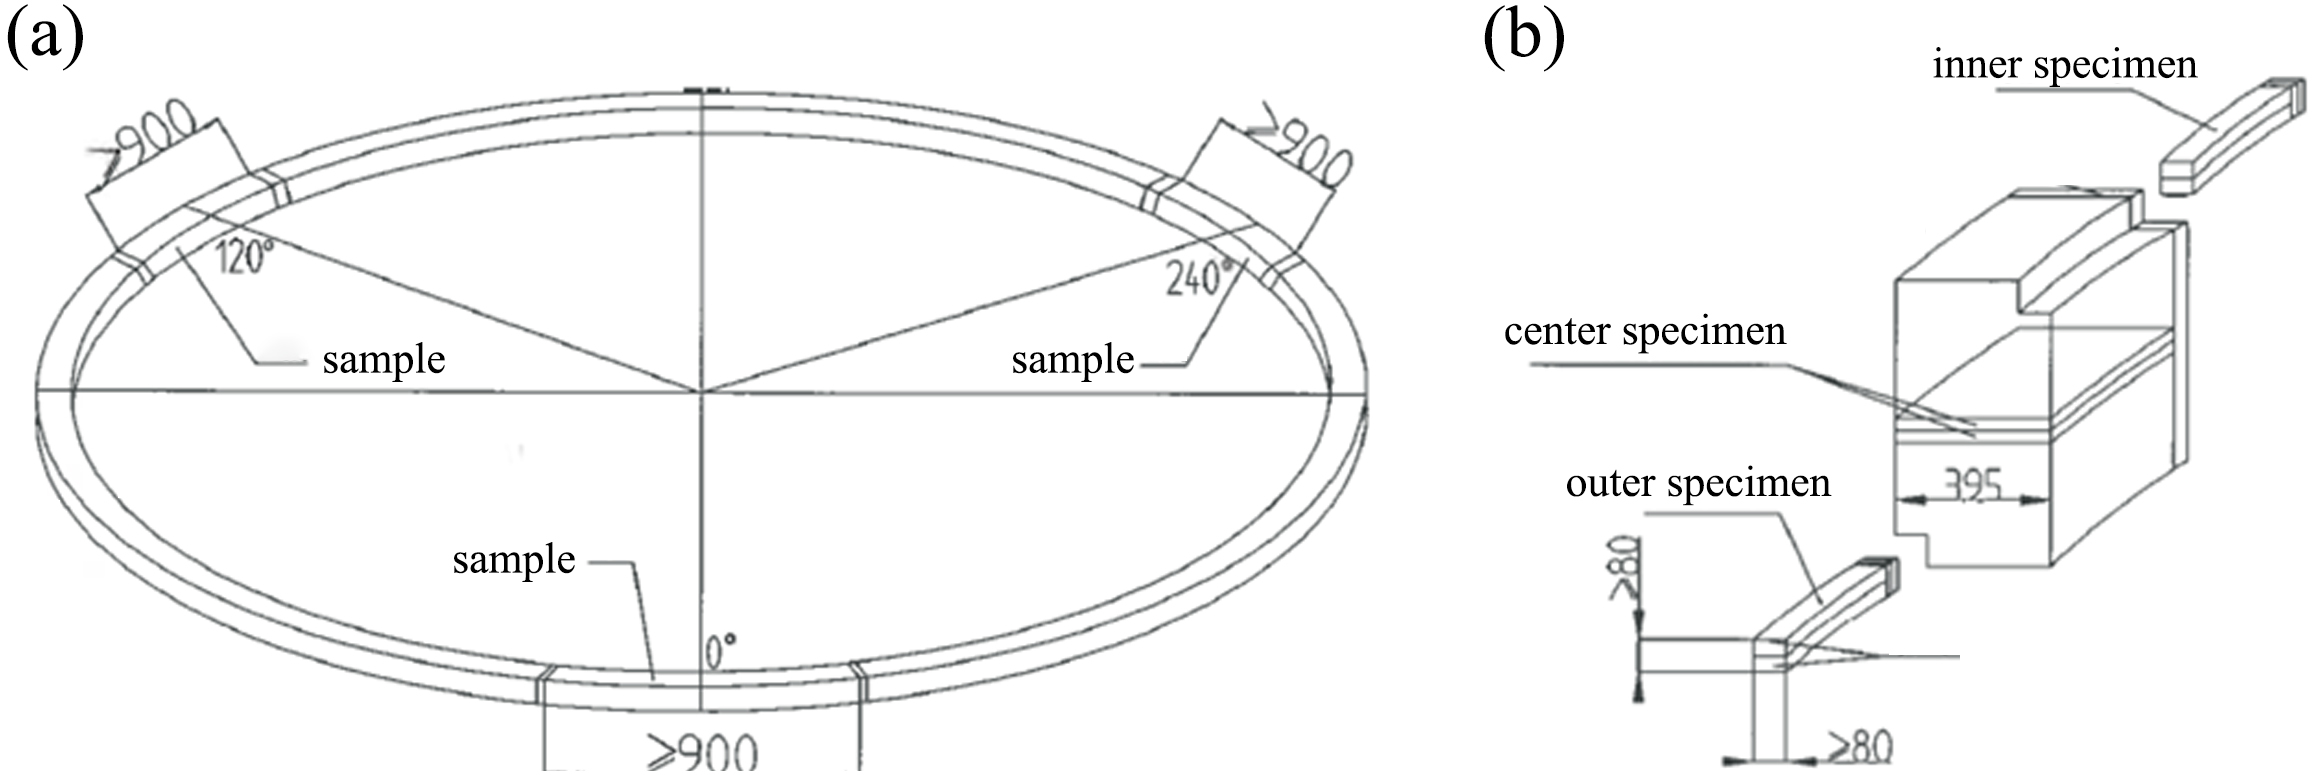 (a)
≥900
≥900
120°
240°
sample
sample
sample
0°
≥900
(b)
inner specimen
center specimen
395
outer specimen
≥80
≥80